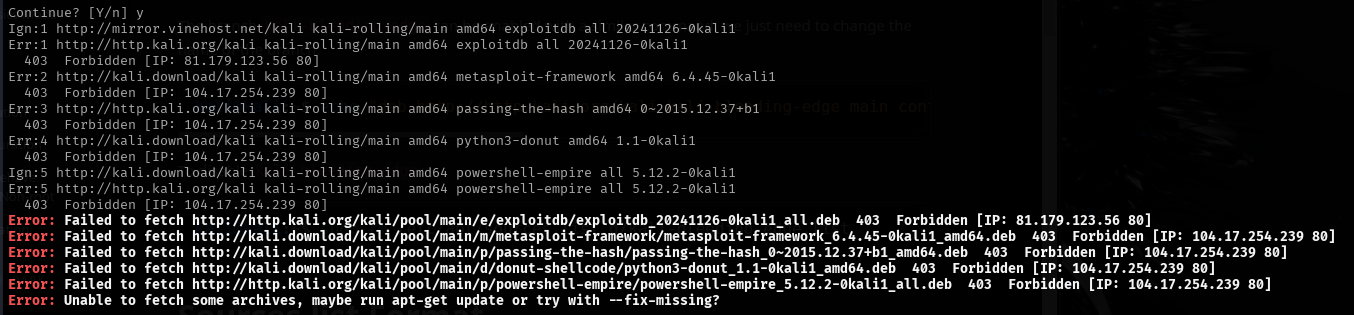 Continue? [Y/n] y
Ign:1 http://mirror.vinehost.net/kali kali-rolling/main amd64 exploitdb all 20241126-0kali1
just need to change the
Err:1 http://http.kali.org/kali kali-rolling/main amd64 exploitdb all 20241126-0kali1
  403  Forbidden [IP: 81.179.123.56 80]
Err:2 http://kali.download/kali kali-rolling/main amd64 metasploit-framework amd64 6.4.45-0kali1
  403  Forbidden [IP: 104.17.254.239 80]
Err:3 http://http.kali.org/kali kali-rolling/main amd64 passing-the-hash amd64 0~2015.12.37+b1
  403  Forbidden [IP: 104.17.254.239 80]
Err:4 http://kali.download/kali kali-rolling/main amd64 python3-donut amd64 1.1-0kali1
  403  Forbidden [IP: 104.17.254.239 80]
Ign:5 http://kali.download/kali kali-rolling/main amd64 powershell-empire all 5.12.2-0kali1
Err:5 http://http.kali.org/kali kali-rolling/main amd64 powershell-empire all 5.12.2-0kali1
  403  Forbidden [IP: 104.17.254.239 80]
Error: Failed to fetch http://http.kali.org/kali/pool/main/e/exploitdb/exploitdb_20241126-0kali1_all.deb  403  Forbidden [IP: 81.179.123.56 80]
Error: Failed to fetch http://kali.download/kali/pool/main/m/metasploit-framework/metasploit-framework_6.4.45-0kali1_amd64.deb  403  Forbidden [IP: 104.17.254.239 80]
Error: Failed to fetch http://kali.download/kali/pool/main/p/passing-the-hash/passing-the-hash_0~2015.12.37+b1_amd64.deb  403  Forbidden [IP: 104.17.254.239 80]
Error: Failed to fetch http://kali.download/kali/pool/main/d/donut-shellcode/python3-donut_1.1-0kali1_amd64.deb  403  Forbidden [IP: 104.17.254.239 80]
Error: Failed to fetch http://kali.download/kali/pool/main/p/powershell-empire/powershell-empire_5.12.2-0kali1_all.deb  403  Forbidden [IP: 104.17.254.239 80]
Error: Unable to fetch some archives, maybe run apt-get update or try with --fix-missing?